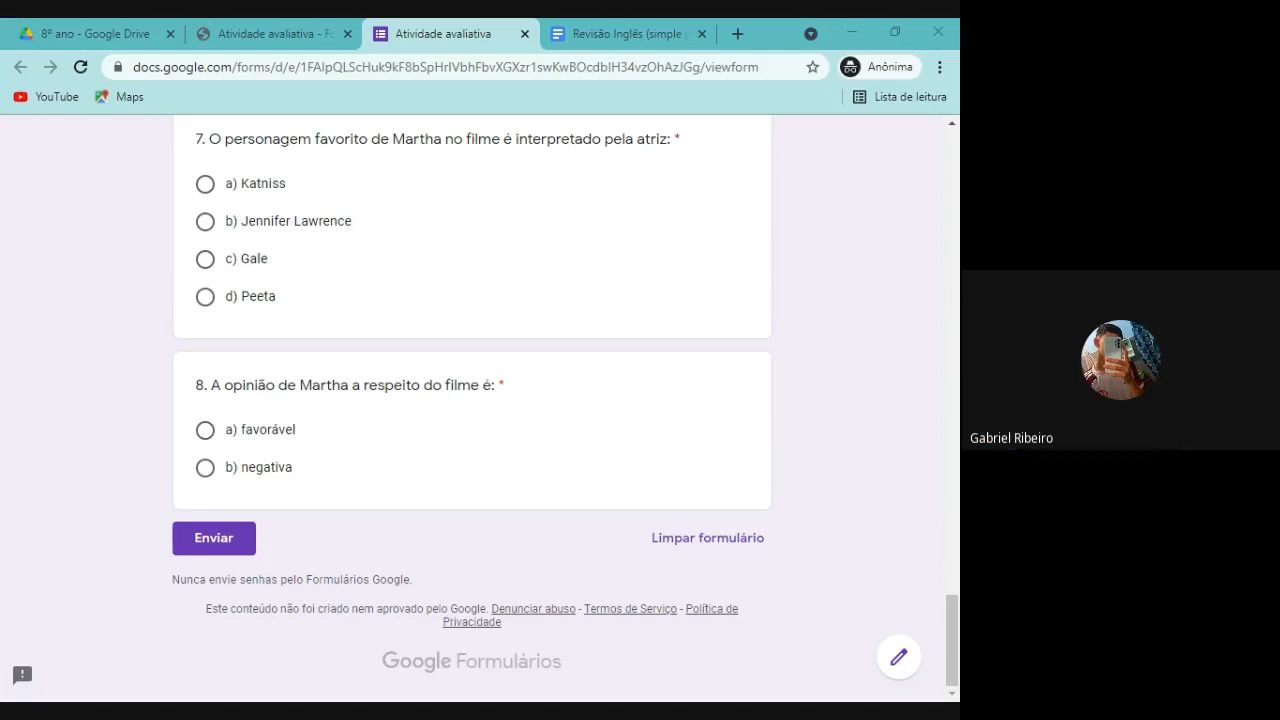 8º ano - Google Drive
Atividade avaliativa - F
Atividade avaliativa
Revisão Inglês (simple
docs.google.com/forms/d/e/1FAIpQLScHuk9kF8bSpHrIVbhFbvXGXzr1swKwBOcdbIH34vzOhAzJGg/viewform
Anônima
YouTube
Maps
Lista de leitura
7. O personagem favorito de Martha no filme é interpretado pela atriz: *
a) Katniss
b) Jennifer Lawrence
c) Gale
d) Peeta
8. A opinião de Martha a respeito do filme é: *
a) favorável
b) negativa
Enviar
Limpar formulário
Nunca envie senhas pelo Formulários Google.
Este conteúdo não foi criado nem aprovado pelo Google. Denunciar abuso - Termos de Serviço - Política de
Privacidade
Google Formulários
Gabriel Ribeiro